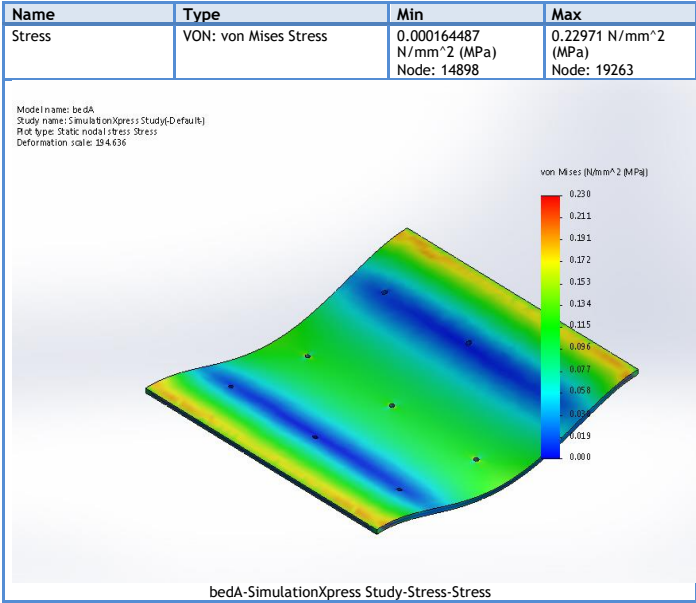 Name Type Min Max
Stress VON: von Mises Stress 0.000164487 0.22971 N/mm^2
N/mm^2 (MPa) (MPa)
Node: 14898 Node: 19263
Model name: bedA
Study name: SimulationXpress Study(-Default-)
Plot type: Static nodal stress Stress
Deformation scale: 194.636
von Mises (N/mm^2 (MPa))
0.230
0.211
0.191
0.172
0.153
0.134
0.115
0.096
0.077
0.058
0.038
0.019
0.000
bedA-SimulationXpress Study-Stress-Stress